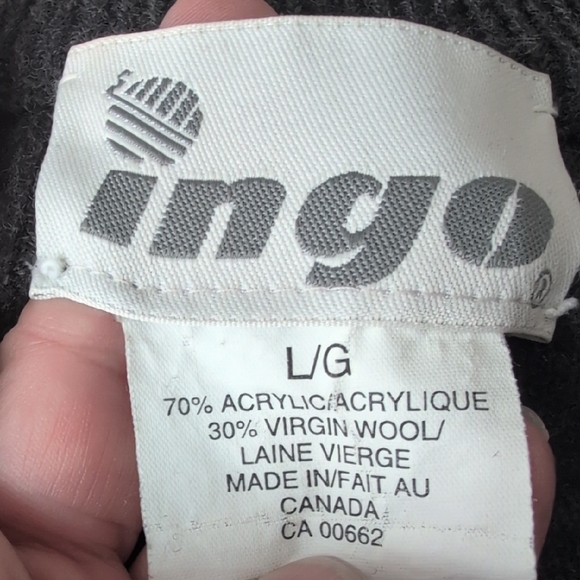 ingo®
L/G
70% ACRYLIC/ACRYLIQUE
30% VIRGIN WOOL/
LAINE VIERGE
MADE IN/FAIT AU
CANADA
CA 00662